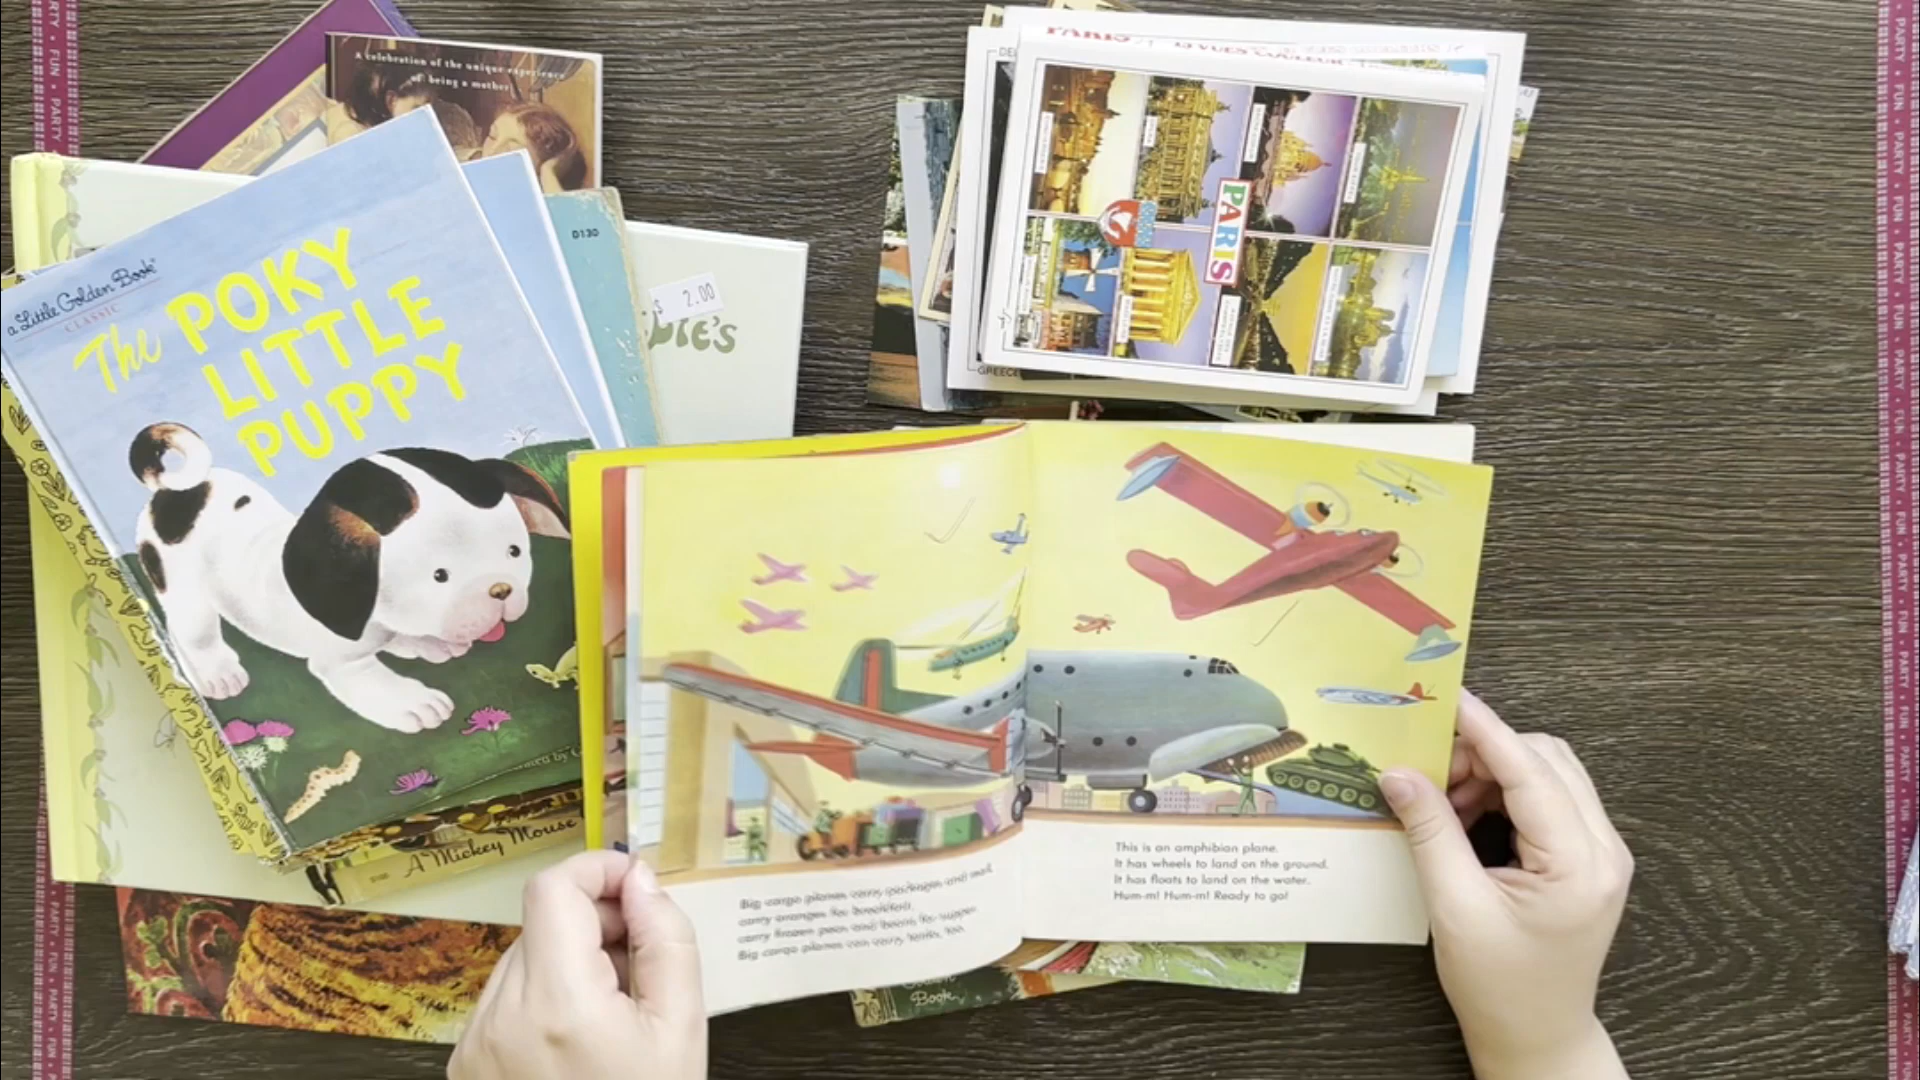 A celebration of the unique experience
of being a mother
a Little Golden Book®
CLASSIC
The POKY
LITTLE
PUPPY
D130
$ 2.00
A Mickey Mouse
PARIS
PARIS
GREECE
Big cargo planes carry packages and mail,
carry oranges for breakfast,
carry frozen peas and beans for supper.
Big cargo planes can carry tanks, too.
This is an amphibian plane.
It has wheels to land on the ground.
It has floats to land on the water.
Hum-m! Hum-m! Ready to go!
Book
PARTY • FUN • PARTY • FUN • PARTY